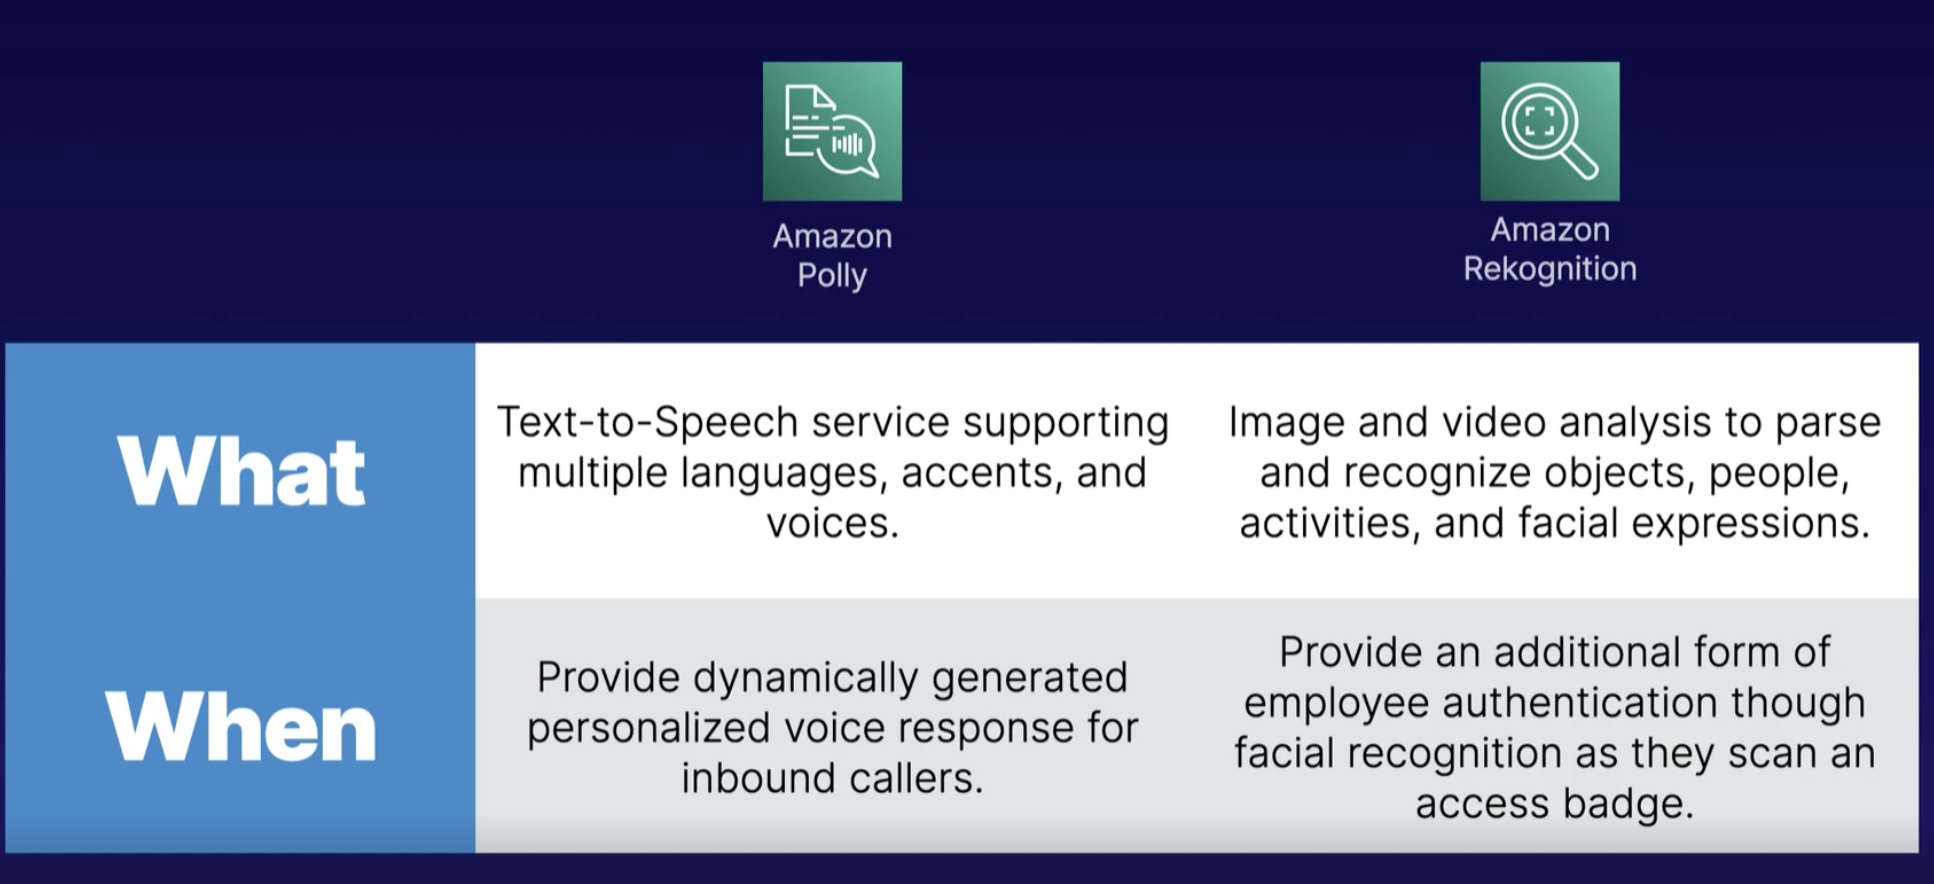 Amazon
Polly
Amazon
Rekognition
What
Text-to-Speech service supporting
multiple languages, accents, and
voices.
Image and video analysis to parse
and recognize objects, people,
activities, and facial expressions.
When
Provide dynamically generated
personalized voice response for
inbound callers.
Provide an additional form of
employee authentication though
facial recognition as they scan an
access badge.